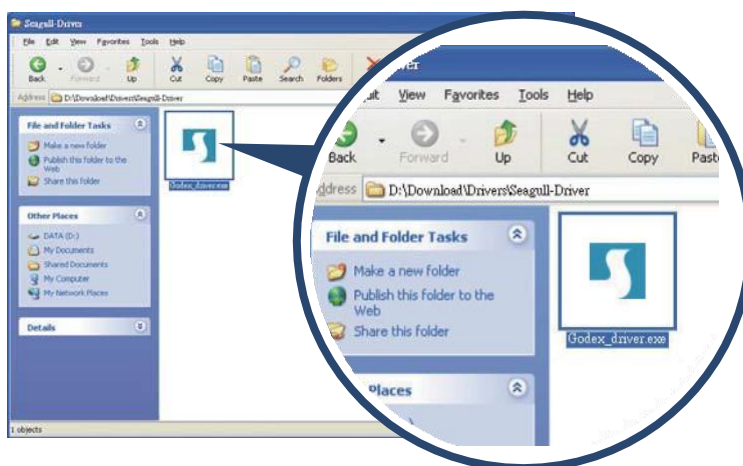 Seagull-Driver
File Edit View Favorites Tools Help
Back Forward Up Cut Copy Paste Search Folders
Address D:\Download\Drivers\Seagull-Driver
File and Folder Tasks
Make a new folder
Publish this folder to the
Web
Share this folder
Other Places
DATA (D:)
My Documents
Shared Documents
My Computer
My Network Places
Details
Godex_driver.exe
1 objects
View Favorites Tools Help
Back Forward Up Cut Copy
D:\Download\Drivers\Seagull-Driver
File and Folder Tasks
Make a new folder
Publish this folder to the
Web
Share this folder
Places
Godex_driver.exe